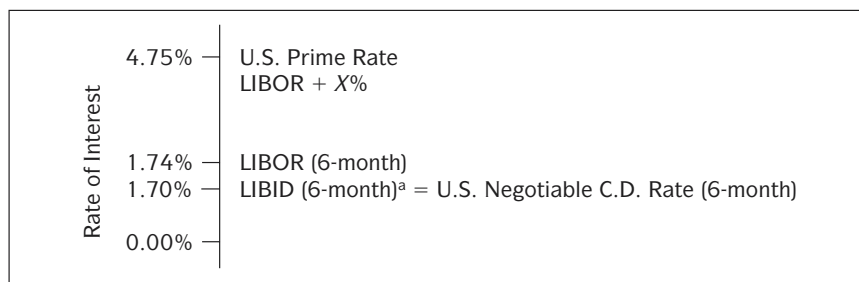 4.75% U.S. Prime Rate
LIBOR + X%
Rate of Interest
1.74% LIBOR (6-month)
1.70% LIBID (6-month)ᵃ = U.S. Negotiable C.D. Rate (6-month)
0.00%